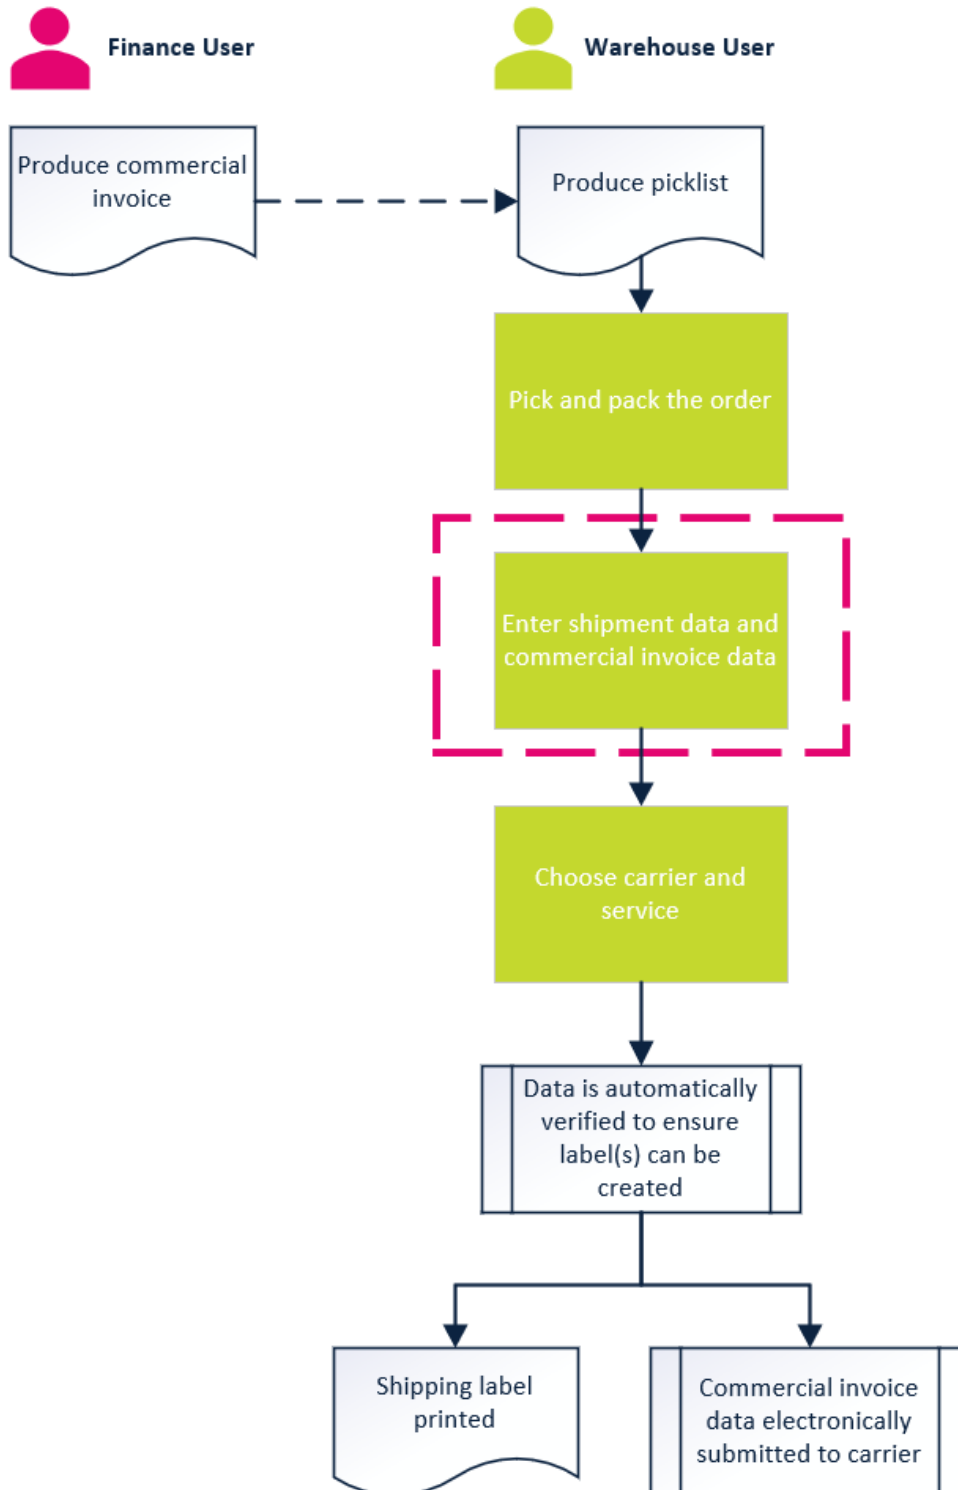 Finance User
Warehouse User
Produce commercial
invoice
Produce picklist
Pick and pack the order
Enter shipment data and
commercial invoice data
Choose carrier and
service
Data is automatically
verified to ensure
label(s) can be
created
Shipping label
printed
Commercial invoice
data electronically
submitted to carrier